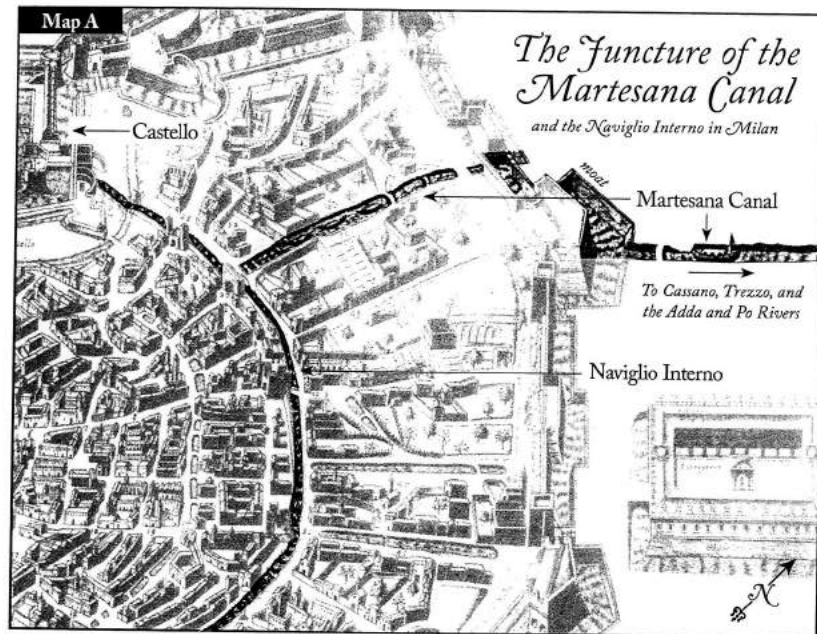 Map A
The Juncture of the
Martesana Canal
and the Naviglio Interno in Milan
Castello
moat
Martesana Canal
To Cassano, Trezzo, and
the Adda and Po Rivers
Naviglio Interno
N